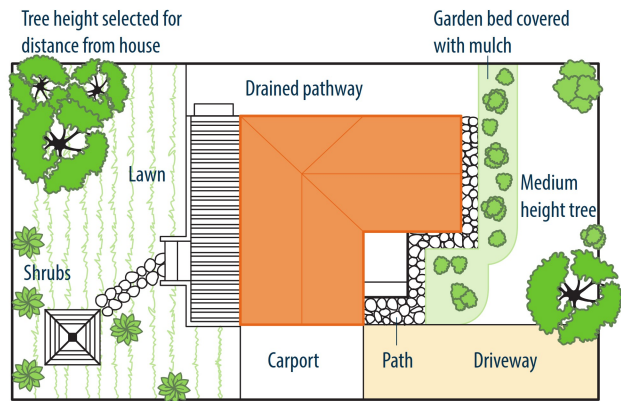 Tree height selected for
distance from house
Garden bed covered
with mulch
Drained pathway
Lawn
Medium
height tree
Shrubs
Carport
Path
Driveway